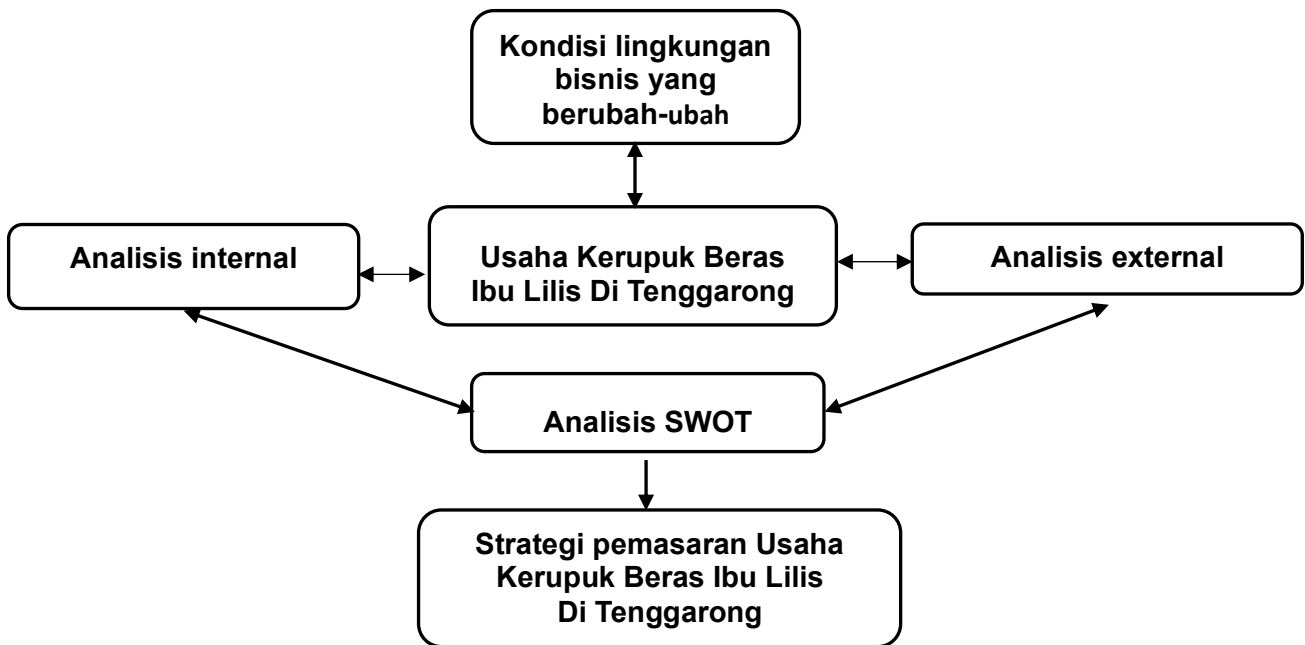 Kondisi lingkungan
bisnis yang
berubah-ubah
Analisis internal
Usaha Kerupuk Beras
Ibu Lilis Di Tenggarong
Analisis external
Analisis SWOT
Strategi pemasaran Usaha
Kerupuk Beras Ibu Lilis
Di Tenggarong